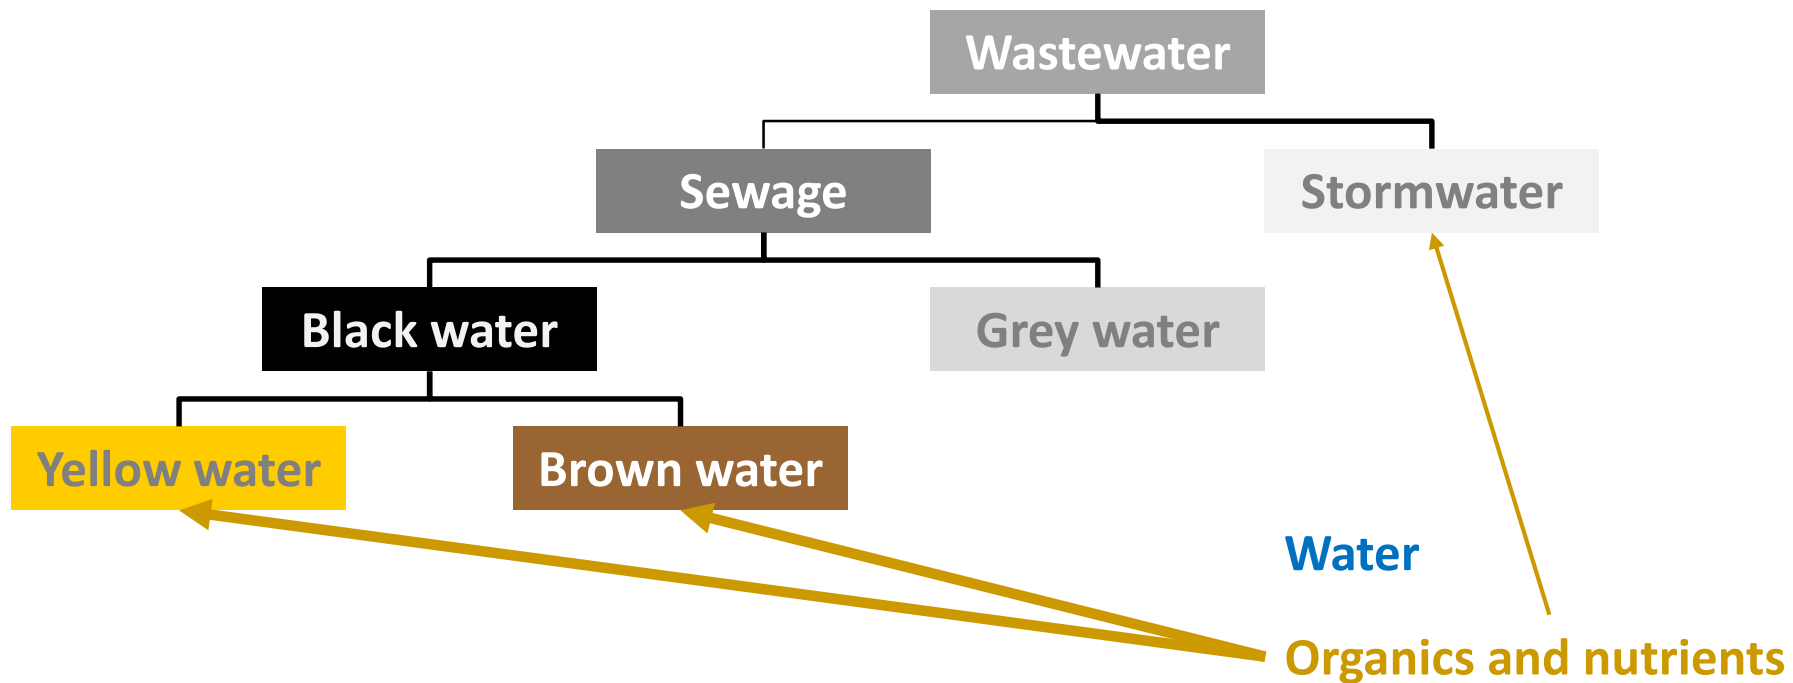 Wastewater
Sewage
Stormwater
Black water
Grey water
Yellow water
Brown water
Water
Organics and nutrients